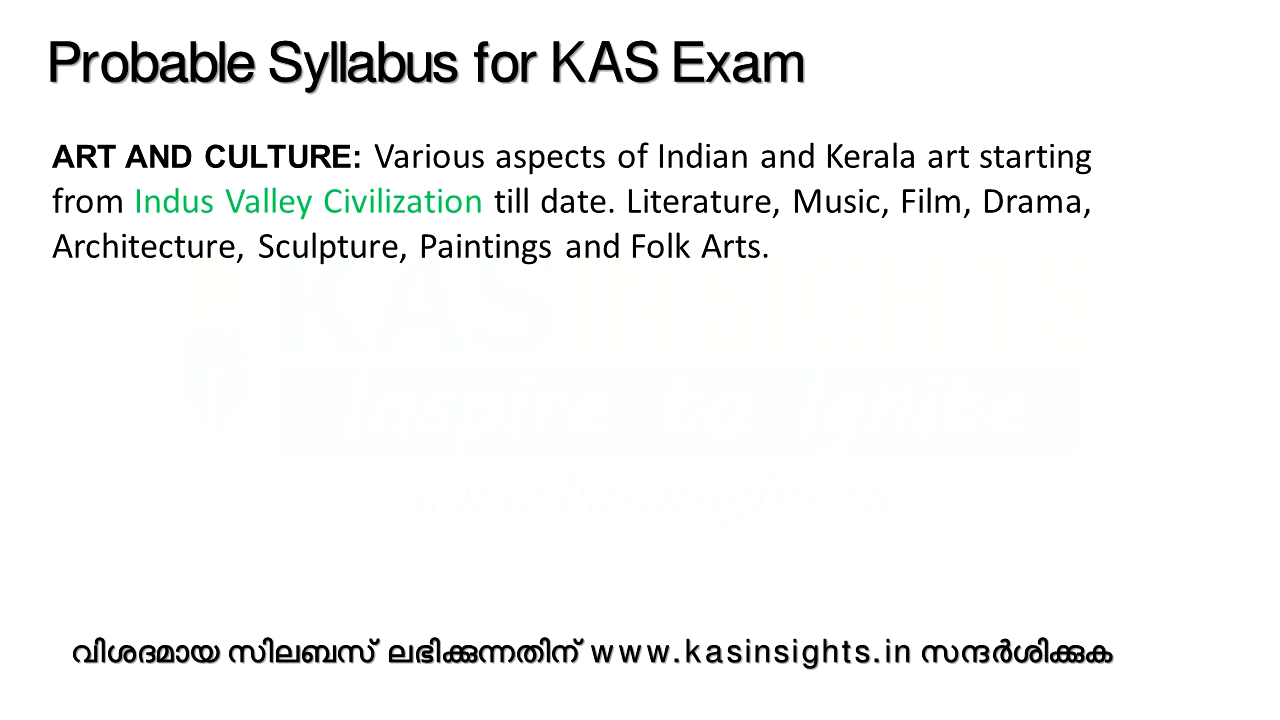 Probable Syllabus for KAS Exam
ART AND CULTURE: Various aspects of Indian and Kerala art starting
from Indus Valley Civilization till date. Literature, Music, Film, Drama,
Architecture, Sculpture, Paintings and Folk Arts.
വിശദമായ സിലബസ് ലഭിക്കുന്നതിന് www.kasinsights.in സന്ദർശിക്കുക